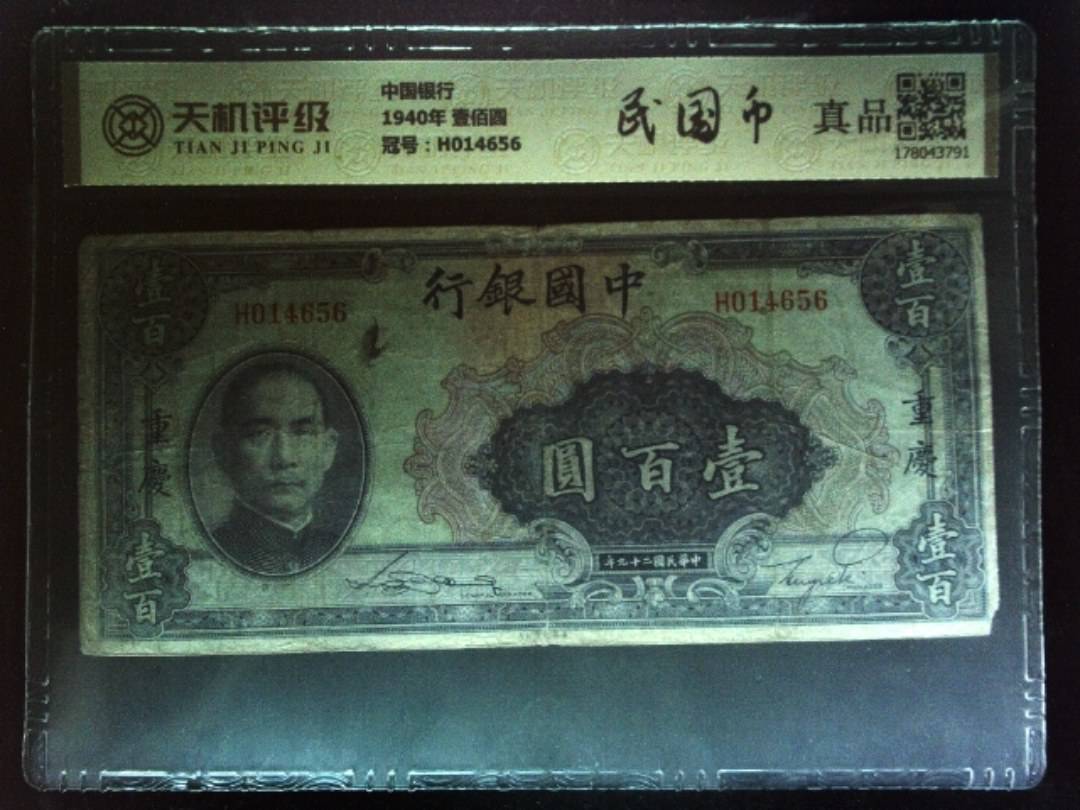 天机评级
TIAN JI PING JI
中国银行
1940年 壹佰圆
冠号：H014656
民国币
真品
178043791
行銀國中
壹百
壹百
H014656
H014656
重慶
重慶
圓百壹
年九十二國民華中
壹百
壹百